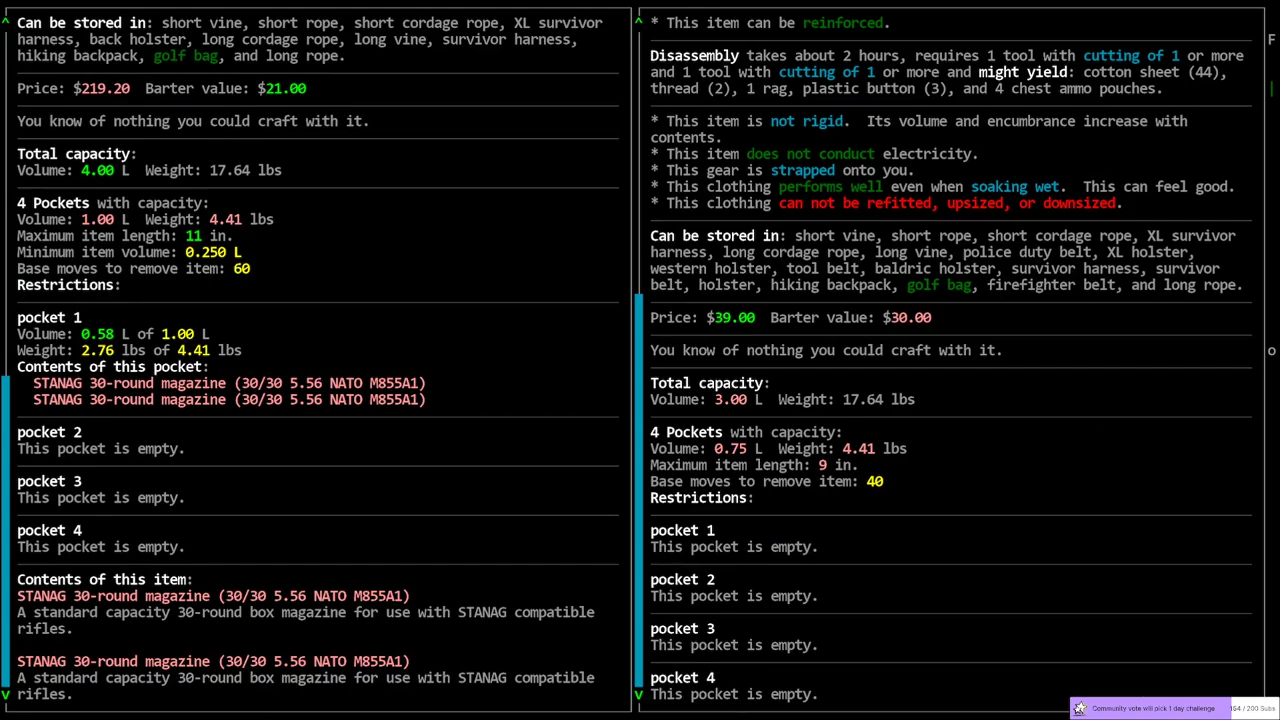 ^ Can be stored in: short vine, short rope, short cordage rope, XL survivor
harness, back holster, long cordage rope, long vine, survivor harness,
hiking backpack, golf bag, and long rope.
Price: $219.20 Barter value: $21.00
You know of nothing you could craft with it.
Total capacity:
Volume: 4.00 L Weight: 17.64 lbs
4 Pockets with capacity:
Volume: 1.00 L Weight: 4.41 lbs
Maximum item length: 11 in.
Minimum item volume: 0.250 L
Base moves to remove item: 60
Restrictions:
pocket 1
Volume: 0.58 L of 1.00 L
Weight: 2.76 lbs of 4.41 lbs
Contents of this pocket:
STANAG 30-round magazine (30/30 5.56 NATO M855A1)
STANAG 30-round magazine (30/30 5.56 NATO M855A1)
pocket 2
This pocket is empty.
pocket 3
This pocket is empty.
pocket 4
This pocket is empty.
Contents of this item:
STANAG 30-round magazine (30/30 5.56 NATO M855A1)
A standard capacity 30-round box magazine for use with STANAG compatible
rifles.
STANAG 30-round magazine (30/30 5.56 NATO M855A1)
A standard capacity 30-round box magazine for use with STANAG compatible
v rifles.
^ * This item can be reinforced.
Disassembly takes about 2 hours, requires 1 tool with cutting of 1 or more
and 1 tool with cutting of 1 or more and might yield: cotton sheet (44),
thread (2), 1 rag, plastic button (3), and 4 chest ammo pouches.
* This item is not rigid. Its volume and encumbrance increase with
contents.
* This item does not conduct electricity.
* This gear is strapped onto you.
* This clothing performs well even when soaking wet. This can feel good.
* This clothing can not be refitted, upsized, or downsized.
Can be stored in: short vine, short rope, short cordage rope, XL survivor
harness, long cordage rope, long vine, police duty belt, XL holster,
western holster, tool belt, baldric holster, survivor harness, survivor
belt, holster, hiking backpack, golf bag, firefighter belt, and long rope.
Price: $39.00 Barter value: $30.00
You know of nothing you could craft with it.
Total capacity:
Volume: 3.00 L Weight: 17.64 lbs
4 Pockets with capacity:
Volume: 0.75 L Weight: 4.41 lbs
Maximum item length: 9 in.
Base moves to remove item: 40
Restrictions:
pocket 1
This pocket is empty.
pocket 2
This pocket is empty.
pocket 3
This pocket is empty.
pocket 4
v This pocket is empty.
F
o
Community vote will pick 1 day challenge
164 / 200 Subs